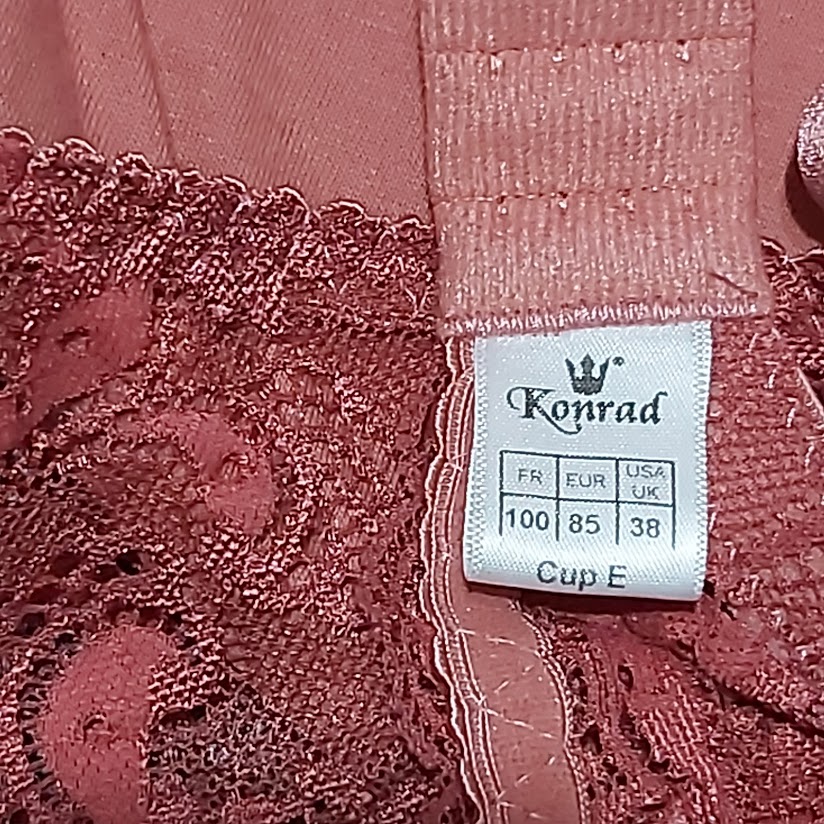 Konrad®
FR EUR USA UK
100 85 38
Cup E